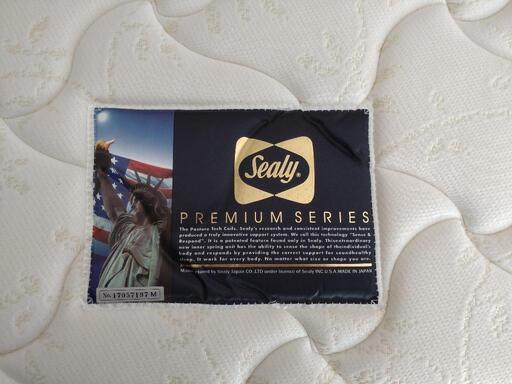 Sealy®
PREMIUM SERIES
The Posture Tech Coils. Sealy's research and consistent improvements have
produced a truly innovative support system. We call this technology "Sense &
Respond". It is a patented feature found only in Sealy. Thisextraordinary
new inner spring unit has the ability to sense the shape of theindividual's
body and responds by providing the correct support for soundhealthy
sleep. It work for every body. No matter what size or shape you are.
Manufactured by Sealy Japan CO.,LTD under license of Sealy INC.U.S.A.MADE IN JAPAN
No.17057197M